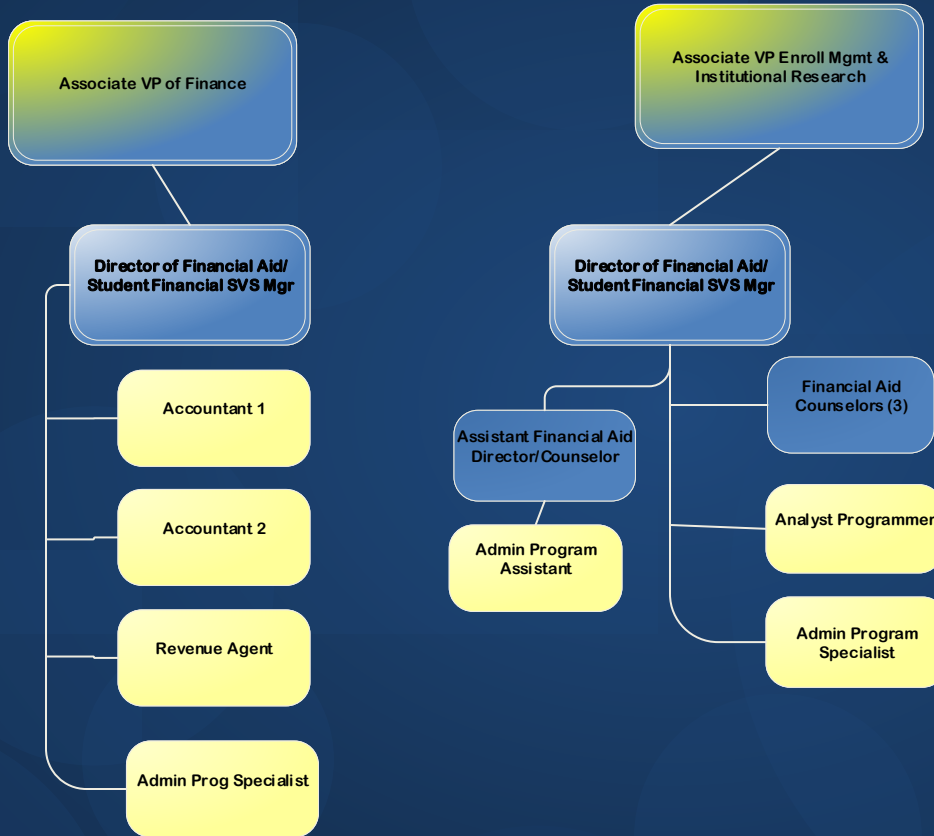 Associate VP of Finance
Director of Financial Aid/
Student Financial SVS Mgr
Accountant 1
Accountant 2
Revenue Agent
Admin Prog Specialist
Associate VP Enroll Mgmt &
Institutional Research
Director of Financial Aid/
Student Financial SVS Mgr
Assistant Financial Aid
Director/Counselor
Admin Program
Assistant
Financial Aid
Counselors (3)
Analyst Programmer
Admin Program
Specialist